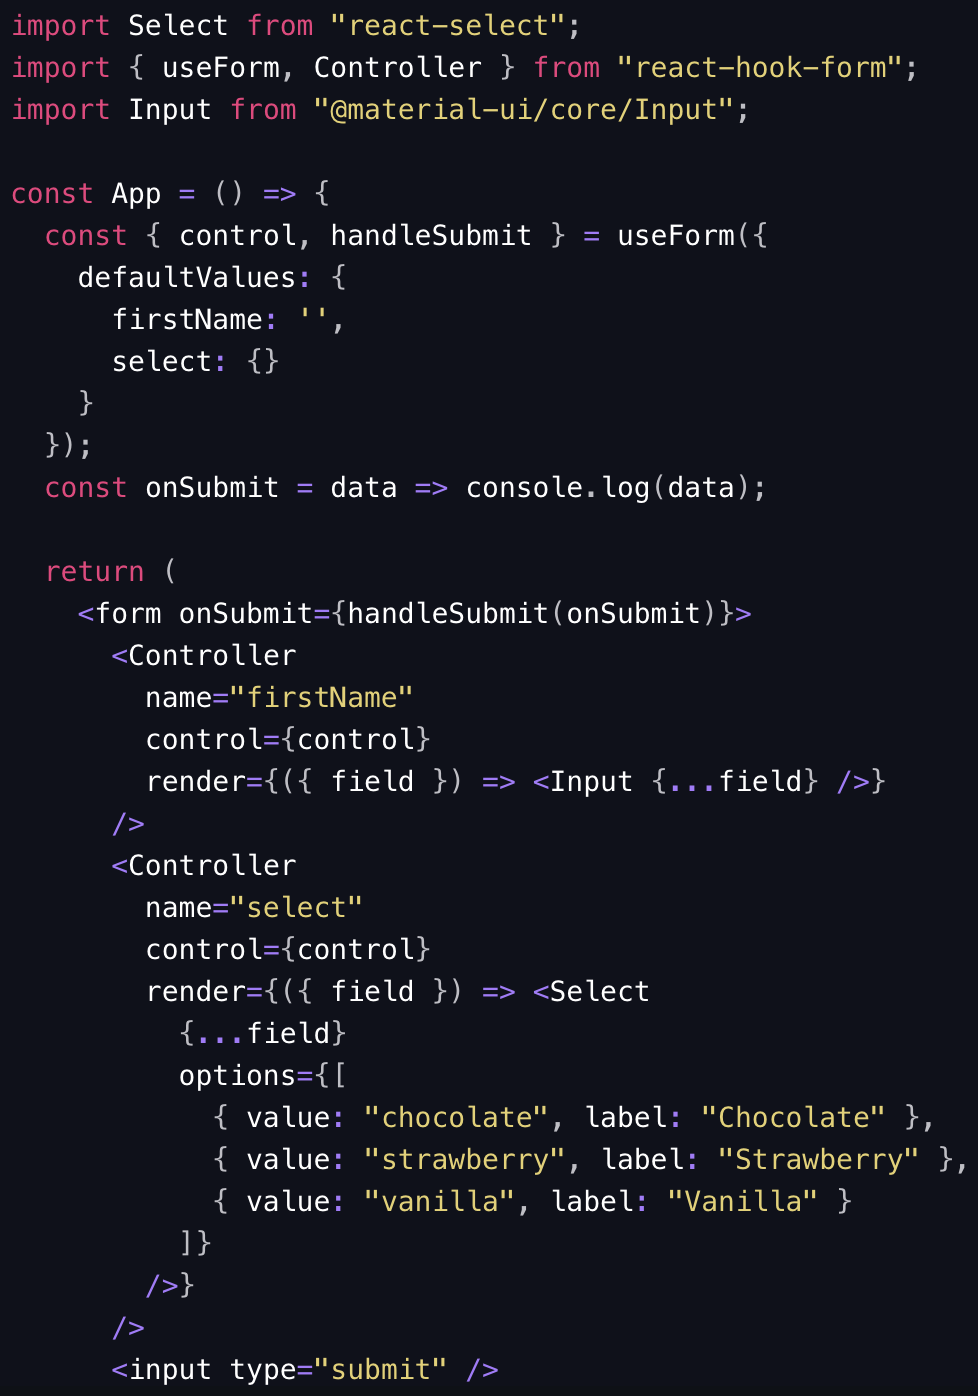 import Select from "react-select";
import { useForm, Controller } from "react-hook-form";
import Input from "@material-ui/core/Input";

const App = () => {
  const { control, handleSubmit } = useForm({
    defaultValues: {
      firstName: '',
      select: {}
    }
  });
  const onSubmit = data => console.log(data);

  return (
    <form onSubmit={handleSubmit(onSubmit)}>
      <Controller
        name="firstName"
        control={control}
        render={({ field }) => <Input {...field} />}
      />
      <Controller
        name="select"
        control={control}
        render={({ field }) => <Select
          {...field}
          options={[
            { value: "chocolate", label: "Chocolate" },
            { value: "strawberry", label: "Strawberry" },
            { value: "vanilla", label: "Vanilla" }
          ]}
        />}
      />
      <input type="submit" />